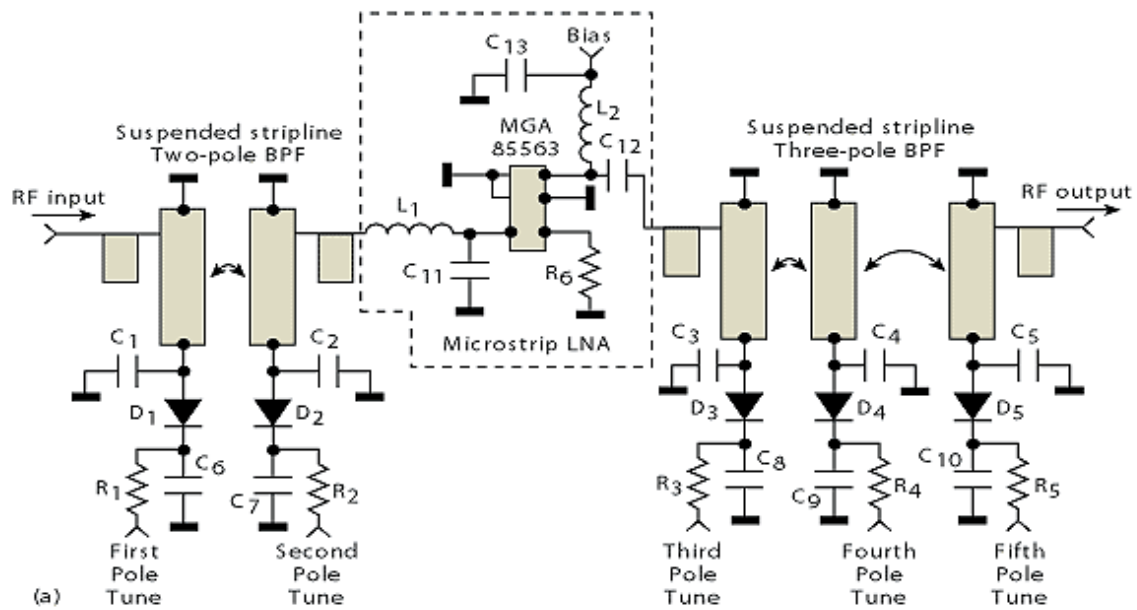 C13
Bias
L2
MGA
85563
C12
Suspended stripline
Two-pole BPF
Suspended stripline
Three-pole BPF
RF input
RF output
L1
C11
R6
Microstrip LNA
C1
C2
C3
C4
C5
D1
D2
D3
D4
D5
C6
C7
C8
C9
C10
R1
R2
R3
R4
R5
First
Pole
Tune
Second
Pole
Tune
Third
Pole
Tune
Fourth
Pole
Tune
Fifth
Pole
Tune
(a)